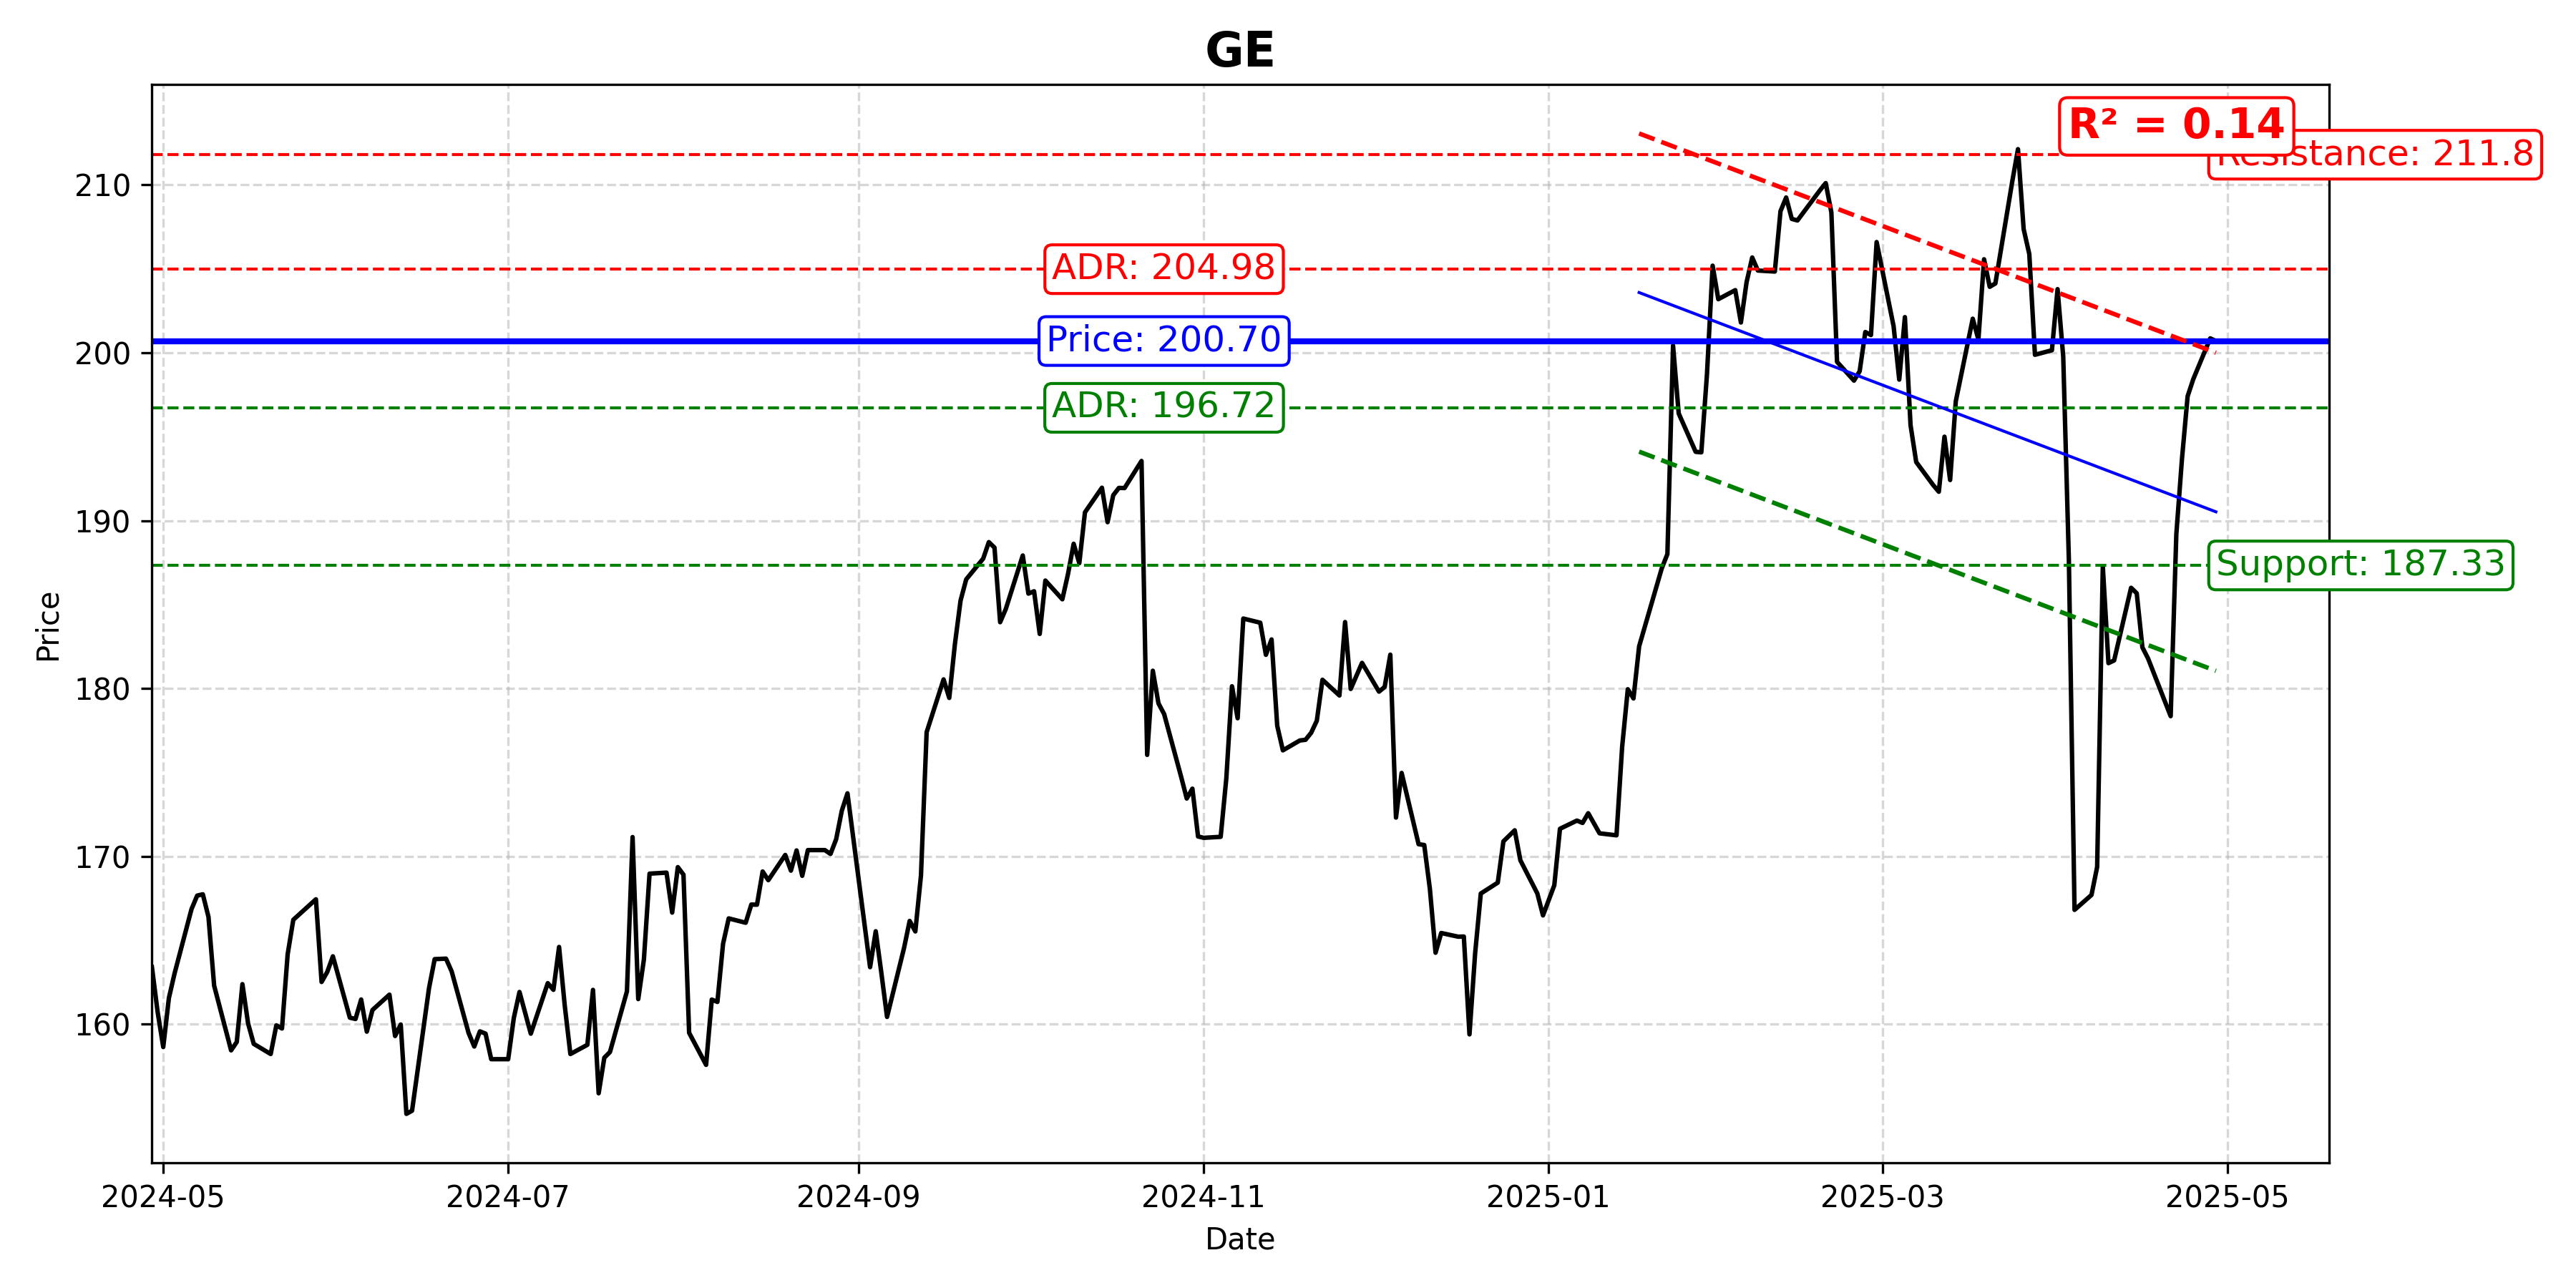 GE
R² = 0.14
Resistance: 211.8
ADR: 204.98
Price: 200.70
ADR: 196.72
Support: 187.33
210
200
190
180
170
160
Price
2024-05 2024-07 2024-09 2024-11 2025-01 2025-03 2025-05
Date